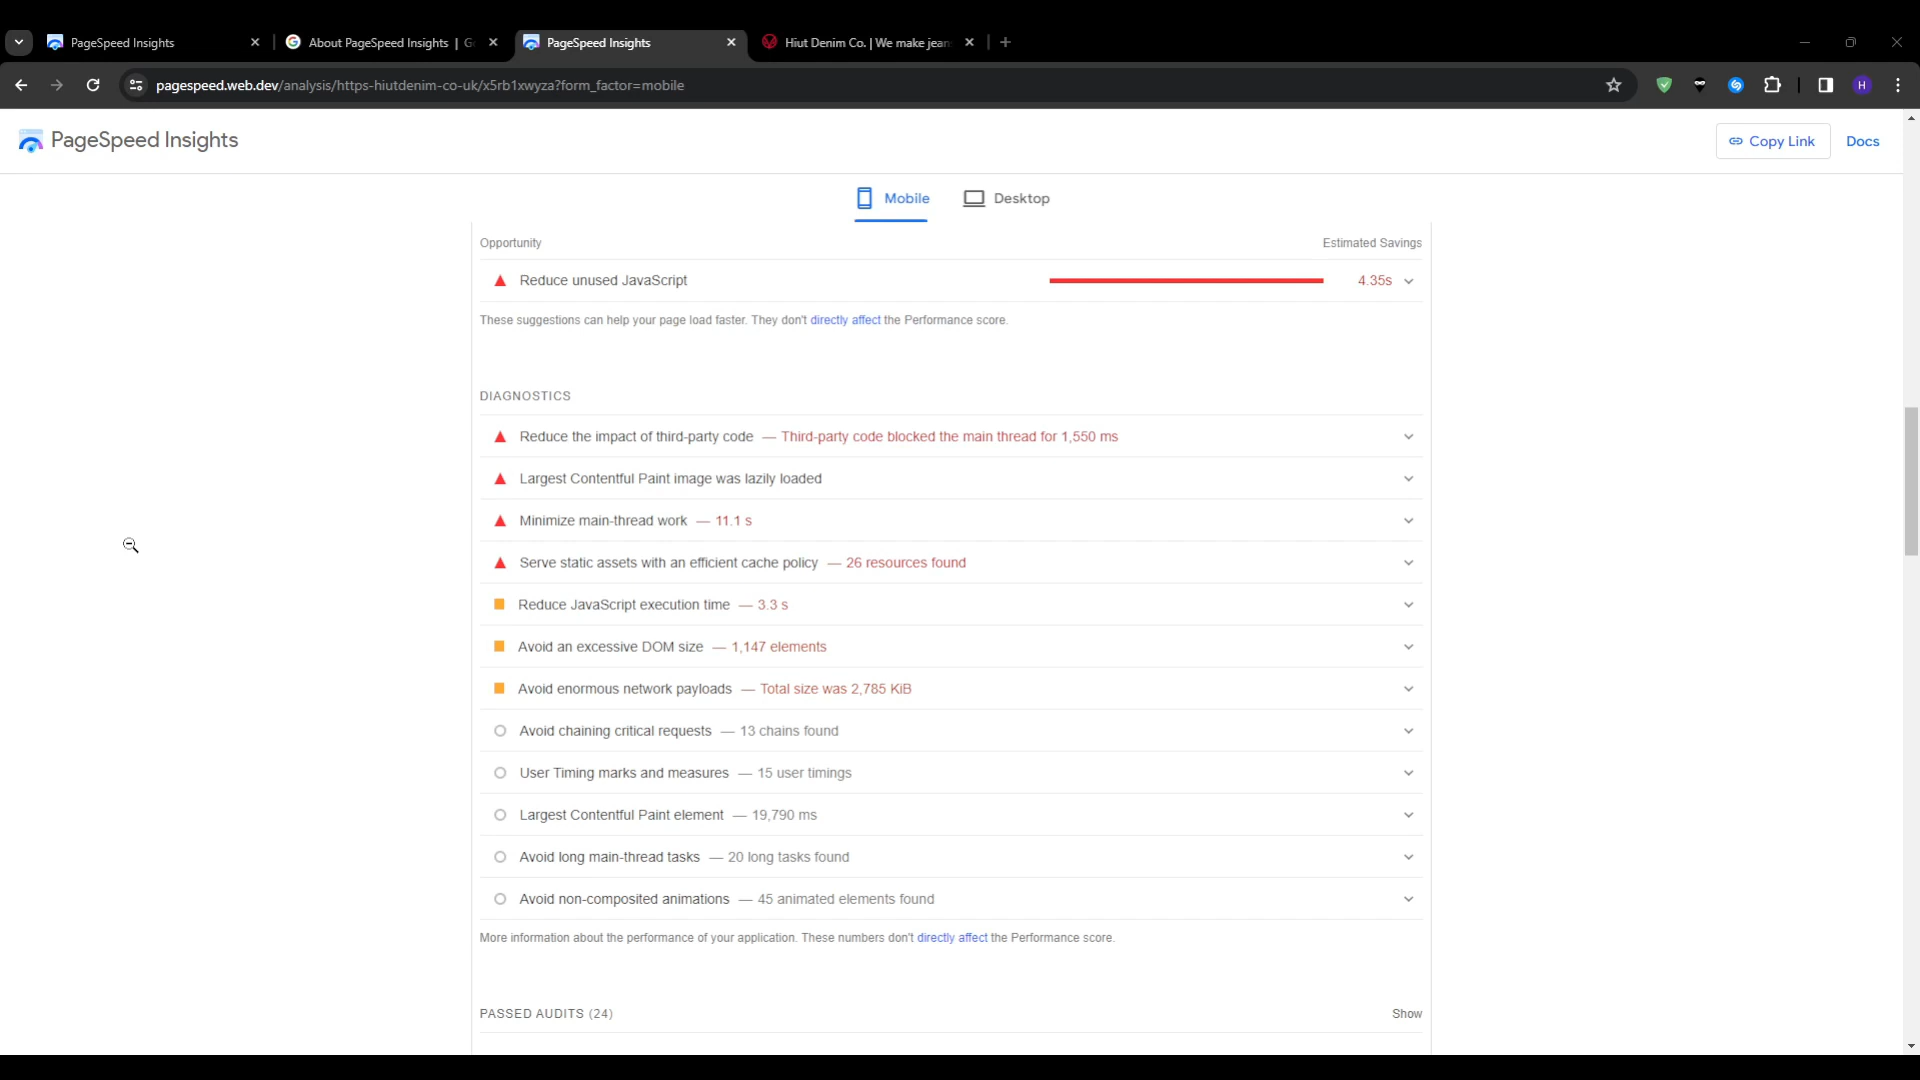 PageSpeed Insights
About PageSpeed Insights | G
PageSpeed Insights
Hiut Denim Co. | We make jean
pagespeed.web.dev/analysis/https-hiutdenim-co-uk/x5rb1xwyza?form_factor=mobile
H
PageSpeed Insights
Copy Link
Docs
Mobile
Desktop
Opportunity
Estimated Savings
Reduce unused JavaScript
4.35s
These suggestions can help your page load faster. They don't directly affect the Performance score.
DIAGNOSTICS
Reduce the impact of third-party code — Third-party code blocked the main thread for 1,550 ms
Largest Contentful Paint image was lazily loaded
Minimize main-thread work — 11.1 s
Serve static assets with an efficient cache policy — 26 resources found
Reduce JavaScript execution time — 3.3 s
Avoid an excessive DOM size — 1,147 elements
Avoid enormous network payloads — Total size was 2,785 KiB
Avoid chaining critical requests — 13 chains found
User Timing marks and measures — 15 user timings
Largest Contentful Paint element — 19,790 ms
Avoid long main-thread tasks — 20 long tasks found
Avoid non-composited animations — 45 animated elements found
More information about the performance of your application. These numbers don't directly affect the Performance score.
PASSED AUDITS (24)
Show